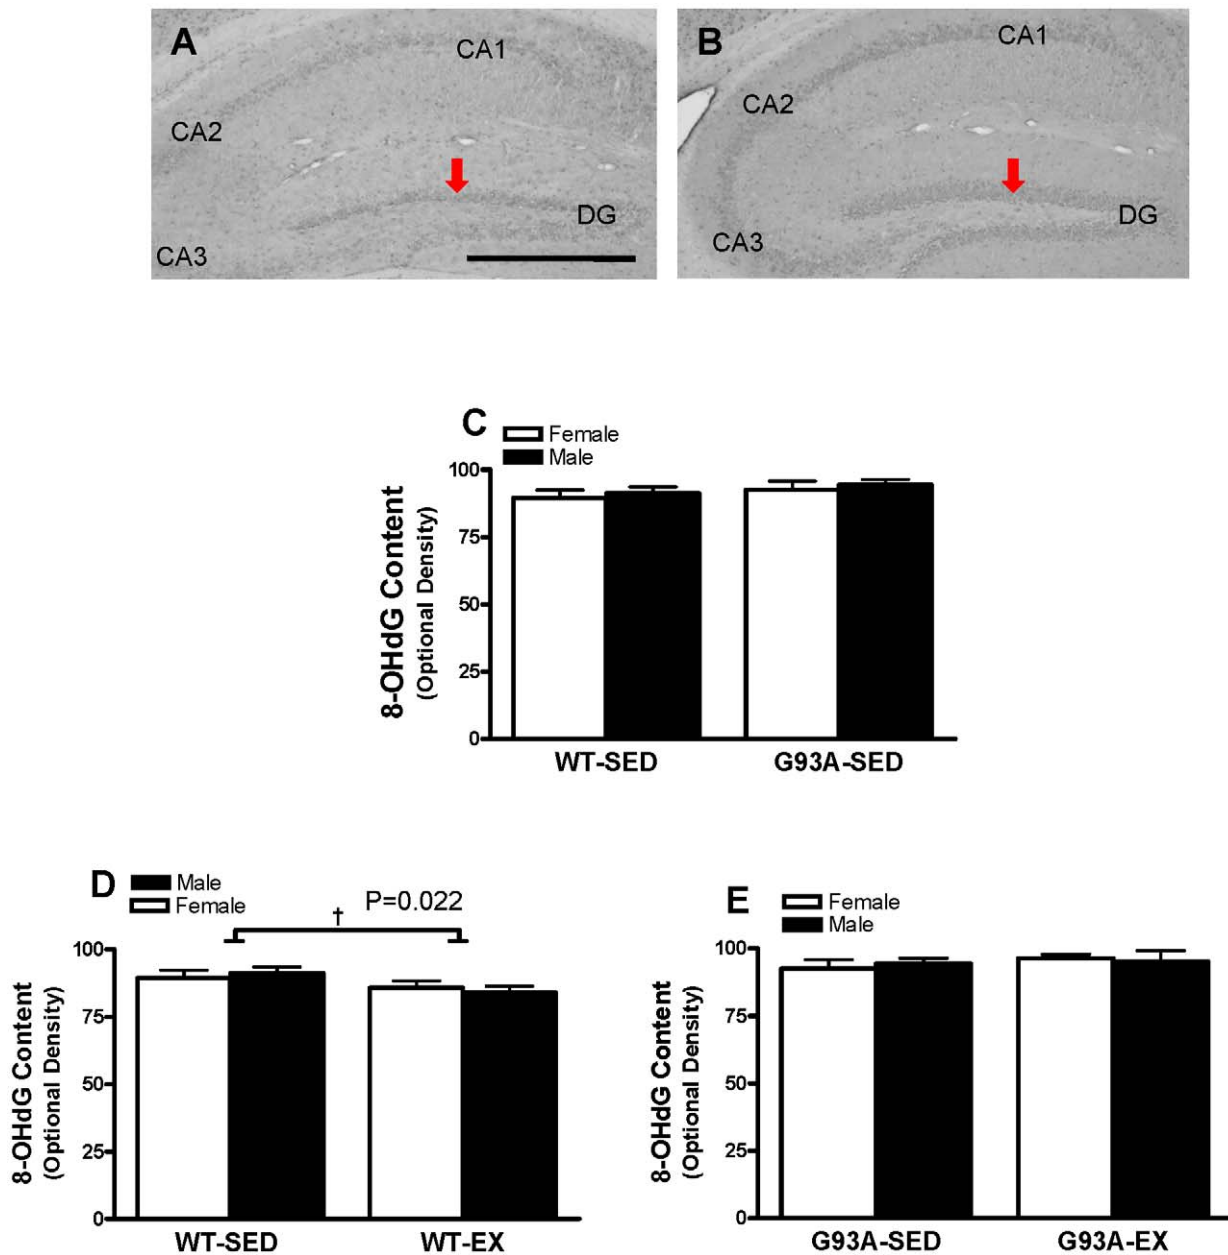 A
CA1
CA2
CA3
DG
B
CA1
CA2
CA3
DG
C
Female
Male
8-OHdG Content
(Optional Density)
100
75
50
25
0
WT-SED
G93A-SED
D
Male
Female
† P=0.022
8-OHdG Content
(Optional Density)
100
75
50
25
0
WT-SED
WT-EX
E
Female
Male
8-OHdG Content
(Optional Density)
100
75
50
25
0
G93A-SED
G93A-EX